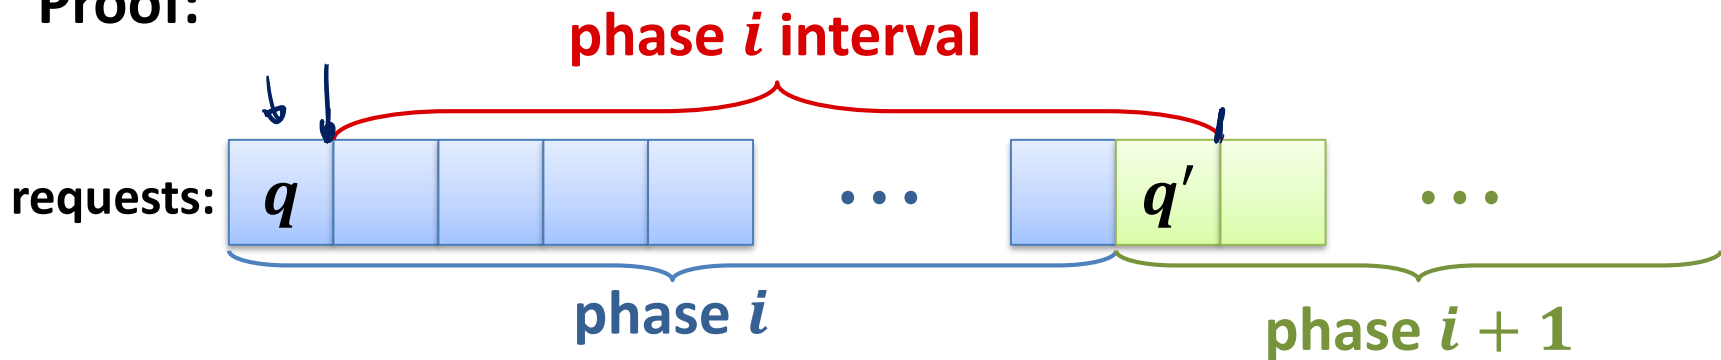 Proof:
phase i interval
requests: q ... q′ ...
phase i
phase i + 1